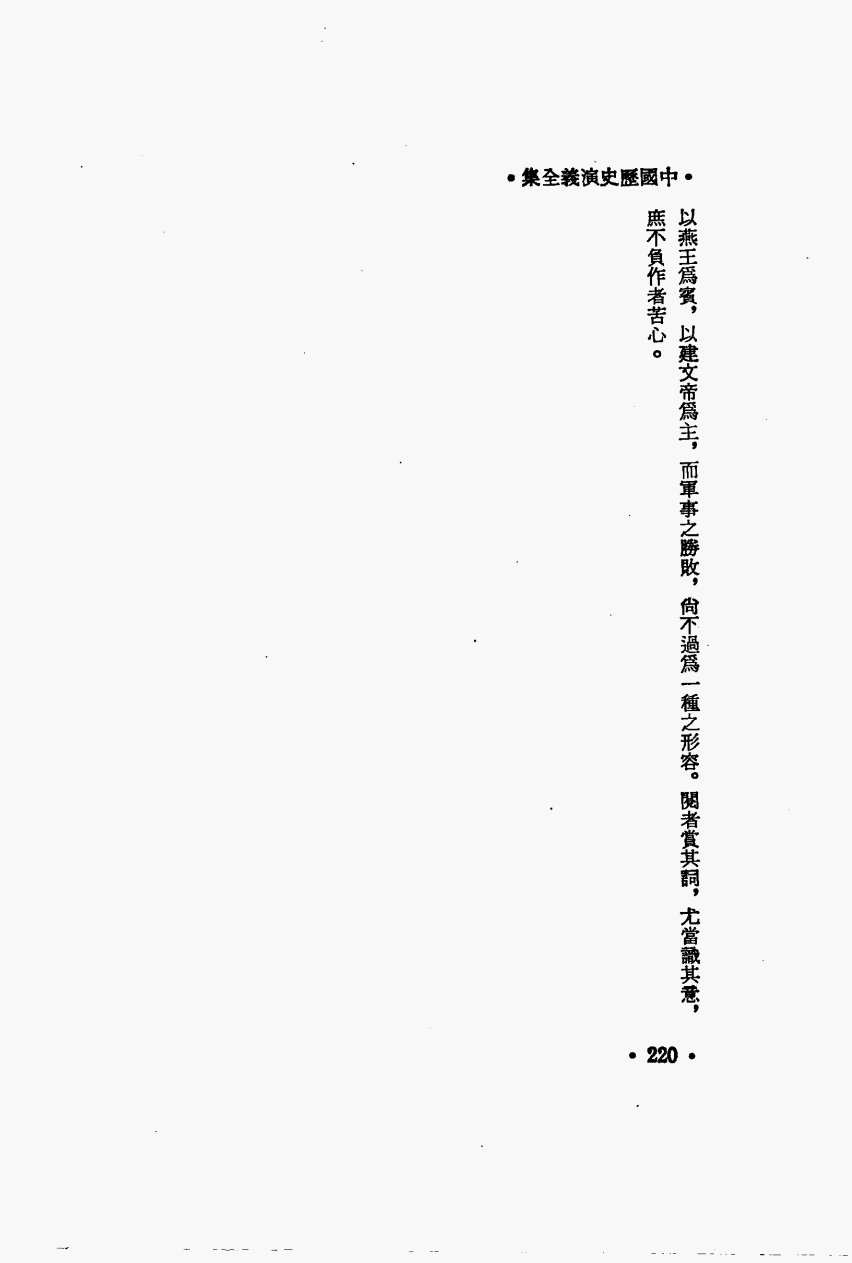 •中國歷史演義全集•
以燕王爲賓，以建文帝爲主，而軍事之勝敗，尙不過爲一種之形容。閱者賞其詞，尤當識其意，
庶不負作者苦心。
• 220 •